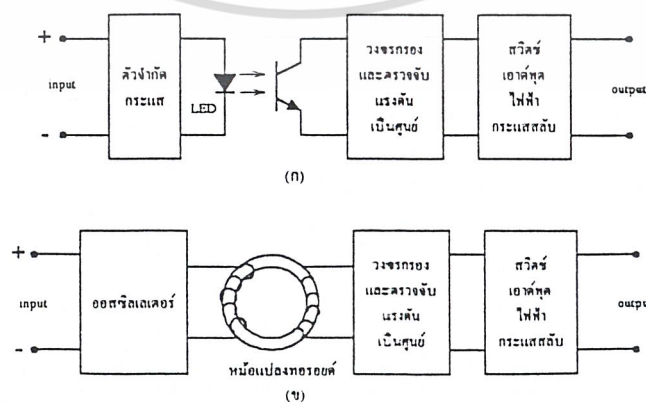 +
input
-
ตัวจำกัด
กระแส
LED
วงจรกรอง
และตรวจจับ
แรงดัน
เป็นศูนย์
สวิตช์
เอาต์พุต
ไฟฟ้า
กระแสสลับ
output
(ก)
+
input
-
ออสซิลเลเตอร์
หม้อแปลงทอรอยด์
วงจรกรอง
และตรวจจับ
แรงดัน
เป็นศูนย์
สวิตช์
เอาต์พุต
ไฟฟ้า
กระแสสลับ
output
(ข)